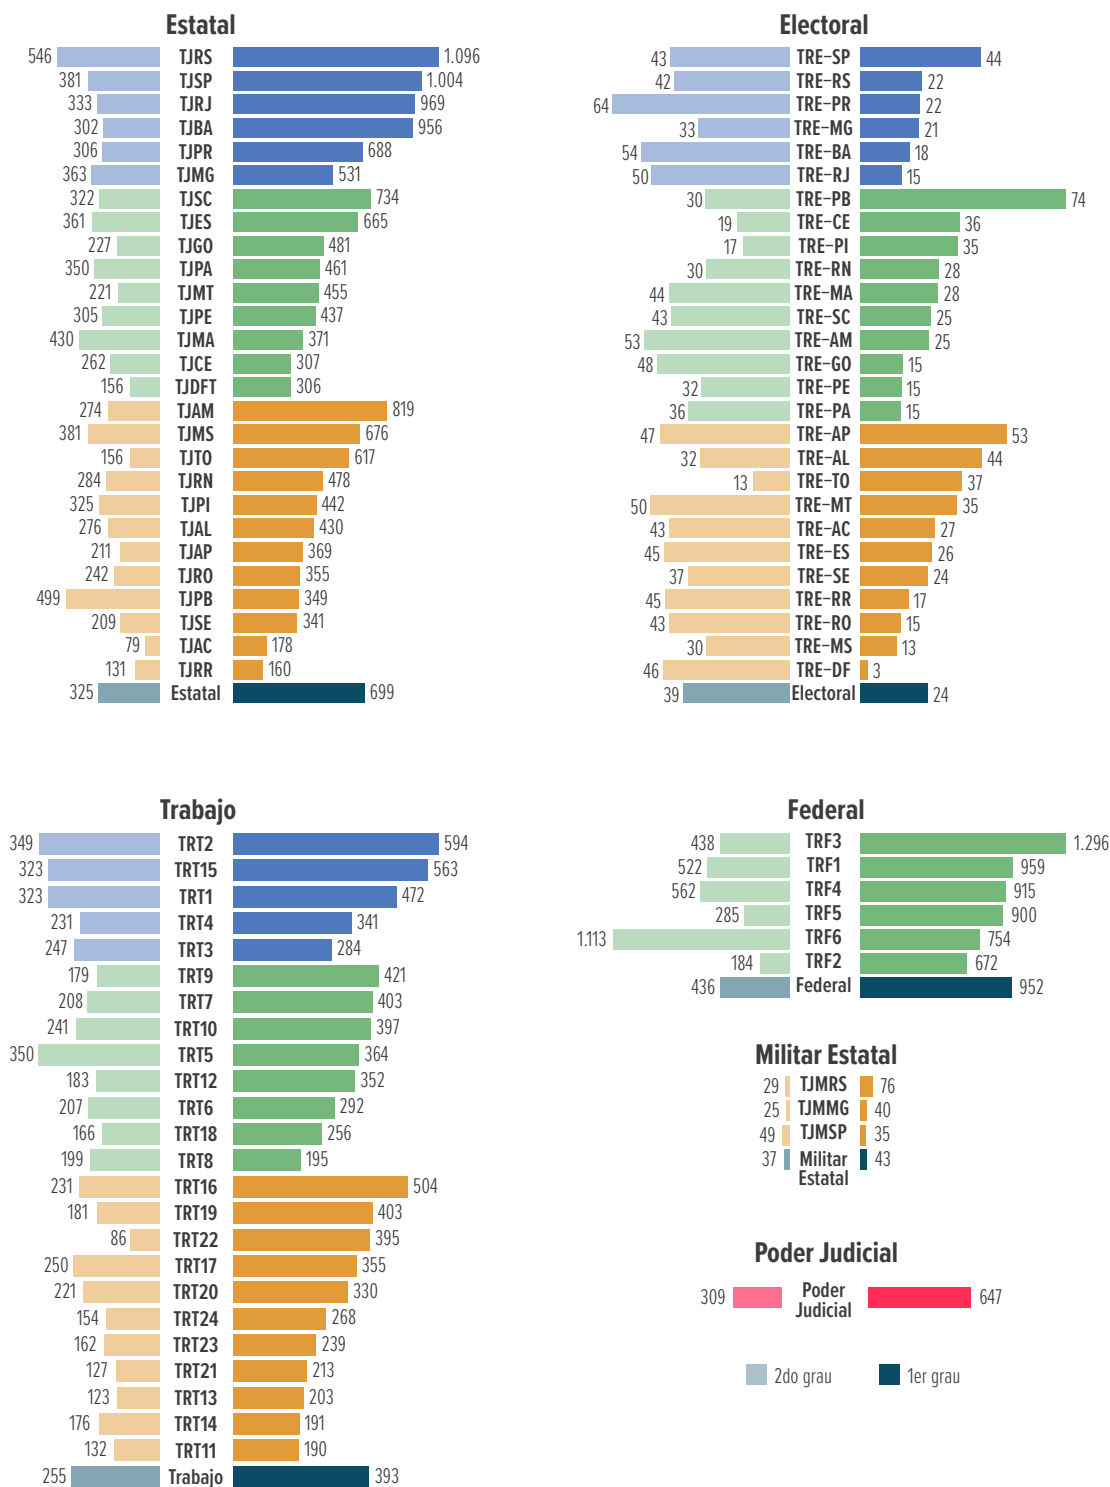 Estatal
546 TJRS 1.096
381 TJSP 1.004
333 TJRJ 969
302 TJBA 956
306 TJPR 688
363 TJMG 531
322 TJSC 734
361 TJES 665
227 TJGO 481
350 TJPA 461
221 TJMT 455
305 TJPE 437
430 TJMA 371
262 TJCE 307
156 TJDFT 306
274 TJAM 819
381 TJMS 676
156 TJTO 617
284 TJRN 478
325 TJPI 442
276 TJAL 430
211 TJAP 369
242 TJRO 355
499 TJPB 349
209 TJSE 341
79 TJAC 178
131 TJRR 160
325 Estatal 699
Electoral
43 TRE-SP 44
42 TRE-RS 22
64 TRE-PR 22
33 TRE-MG 21
54 TRE-BA 18
50 TRE-RJ 15
30 TRE-PB 74
19 TRE-CE 36
17 TRE-PI 35
30 TRE-RN 28
44 TRE-MA 28
43 TRE-SC 25
53 TRE-AM 25
48 TRE-GO 15
32 TRE-PE 15
36 TRE-PA 15
47 TRE-AP 53
32 TRE-AL 44
13 TRE-TO 37
50 TRE-MT 35
43 TRE-AC 27
45 TRE-ES 26
37 TRE-SE 24
45 TRE-RR 17
43 TRE-RO 15
30 TRE-MS 13
46 TRE-DF 3
39 Electoral 24
Trabajo
349 TRT2 594
323 TRT15 563
323 TRT1 472
231 TRT4 341
247 TRT3 284
179 TRT9 421
208 TRT7 403
241 TRT10 397
350 TRT5 364
183 TRT12 352
207 TRT6 292
166 TRT18 256
199 TRT8 195
231 TRT16 504
181 TRT19 403
86 TRT22 395
250 TRT17 355
221 TRT20 330
154 TRT24 268
162 TRT23 239
127 TRT21 213
123 TRT13 203
176 TRT14 191
132 TRT11 190
255 Trabajo 393
Federal
438 TRF3 1.296
522 TRF1 959
562 TRF4 915
285 TRF5 900
1.113 TRF6 754
184 TRF2 672
436 Federal 952
Militar Estatal
29 TJMRS 76
25 TJMMG 40
49 TJMSP 35
37 Militar 43
Estatal
Poder Judicial
309 Poder 647
Judicial
2do grau 1er grau